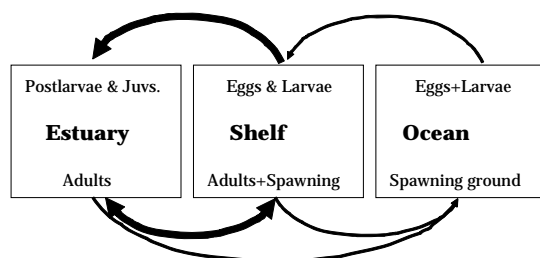 Postlarvae & Juvs.
Estuary
Adults
Eggs & Larvae
Shelf
Adults+Spawning
Eggs+Larvae
Ocean
Spawning ground